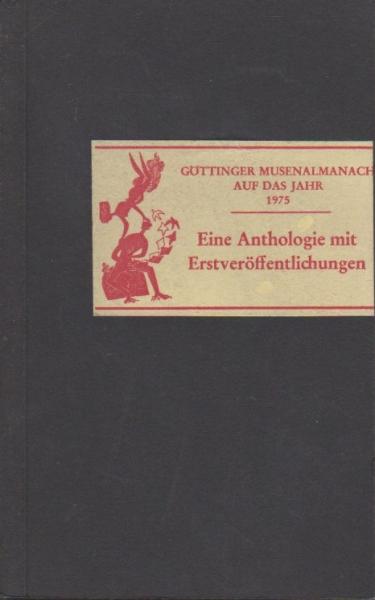 GÖTTINGER MUSENALMANACH
AUF DAS JAHR
1975
Eine Anthologie mit
Erstveröffentlichungen